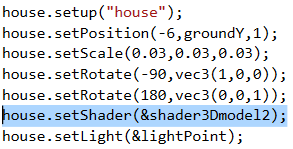 house.setup("house");
house.setPosition(-6,groundY,1);
house.setScale(0.03,0.03,0.03);
house.setRotate(-90,vec3(1,0,0));
house.setRotate(180,vec3(0,0,1));
house.setShader(&shader3Dmodel2);
house.setLight(&lightPoint);